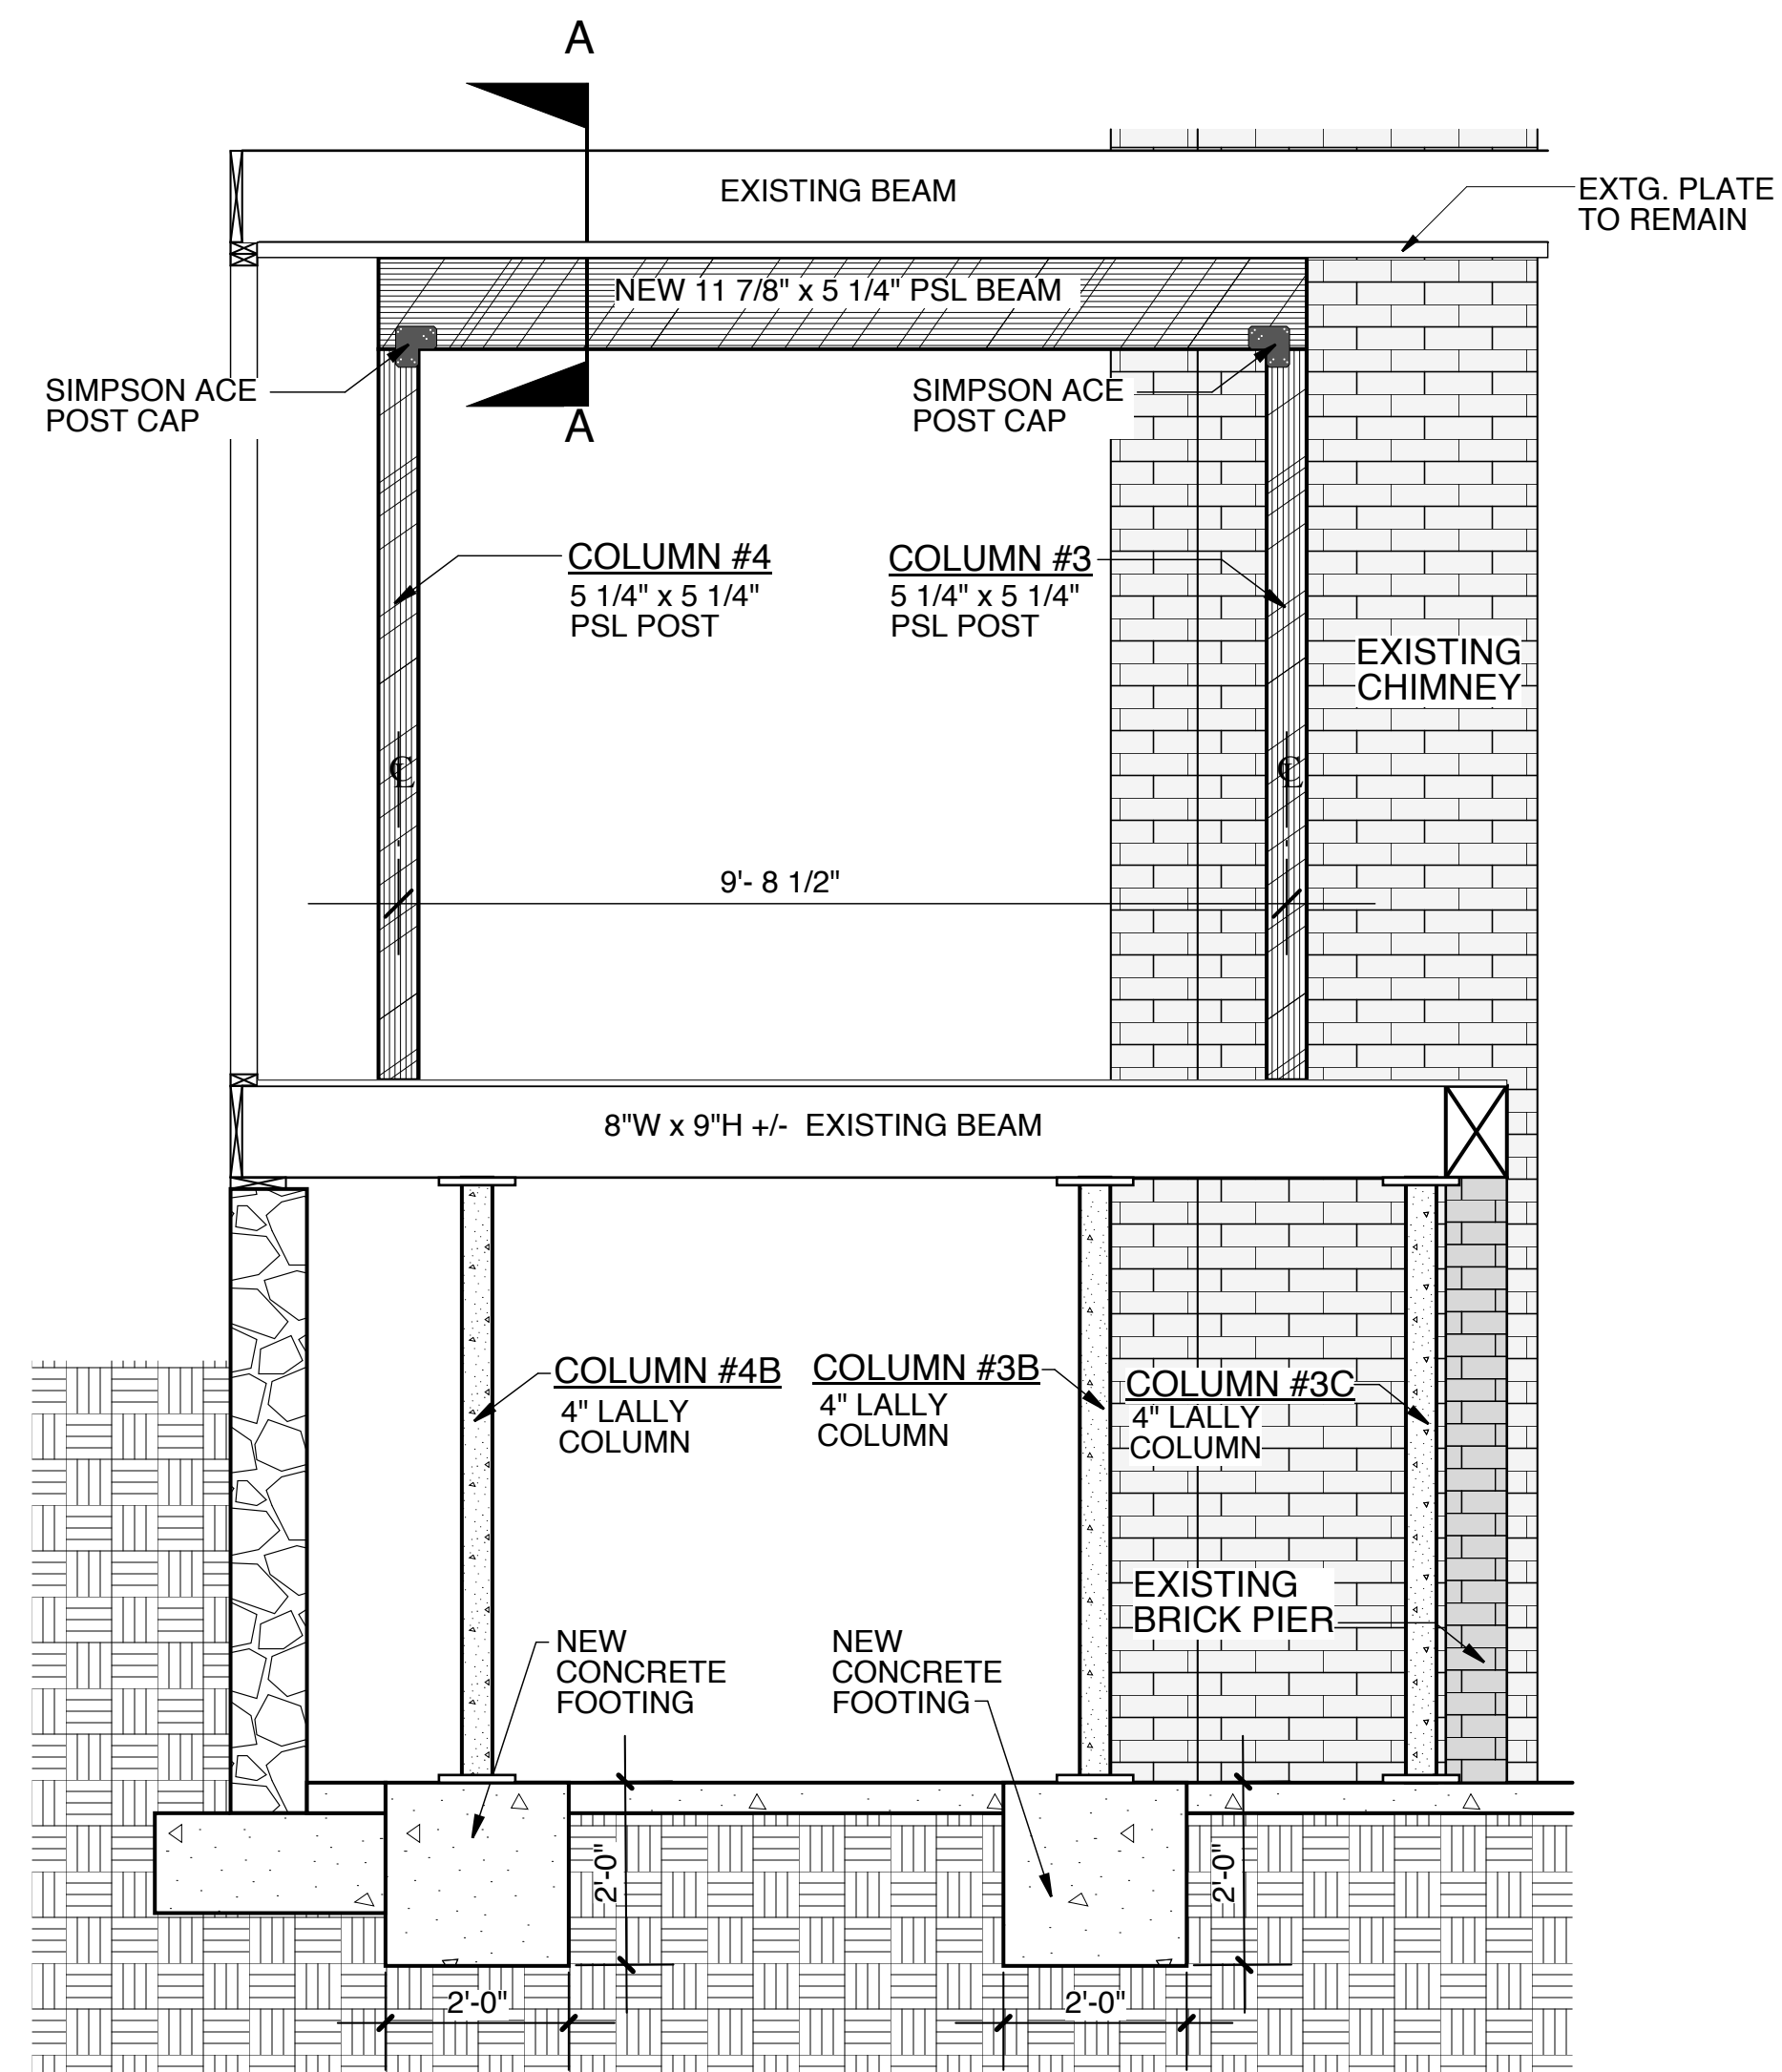 A
EXISTING BEAM
EXTG. PLATE
TO REMAIN
NEW 11 7/8" x 5 1/4" PSL BEAM
SIMPSON ACE
POST CAP
A
SIMPSON ACE
POST CAP
COLUMN #4
5 1/4" x 5 1/4"
PSL POST
COLUMN #3
5 1/4" x 5 1/4"
PSL POST
EXISTING
CHIMNEY
CL
CL
9'- 8 1/2"
8"W x 9"H +/- EXISTING BEAM
COLUMN #4B
4" LALLY
COLUMN
COLUMN #3B
4" LALLY
COLUMN
COLUMN #3C
4" LALLY
COLUMN
EXISTING
BRICK PIER
NEW
CONCRETE
FOOTING
NEW
CONCRETE
FOOTING
2'-0"
2'-0"
2'-0"
2'-0"